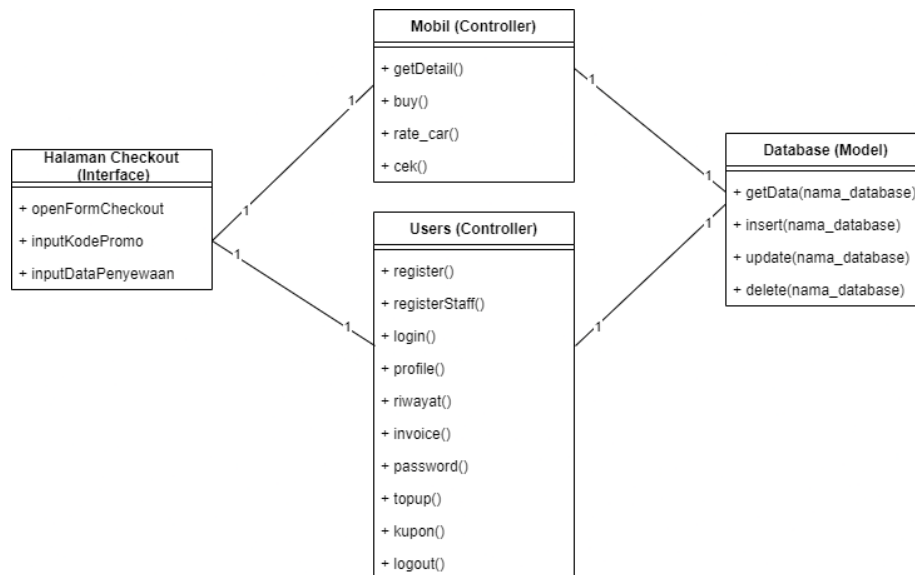 Mobil (Controller)
+ getDetail()
+ buy()
+ rate_car()
+ cek()
1
1
1
1
Halaman Checkout
(Interface)
+ openFormCheckout
+ inputKodePromo
+ inputDataPenyewaan
Database (Model)
+ getData(nama_database)
+ insert(nama_database)
+ update(nama_database)
+ delete(nama_database)
1
1
1
1
Users (Controller)
+ register()
+ registerStaff()
+ login()
+ profile()
+ riwayat()
+ invoice()
+ password()
+ topup()
+ kupon()
+ logout()